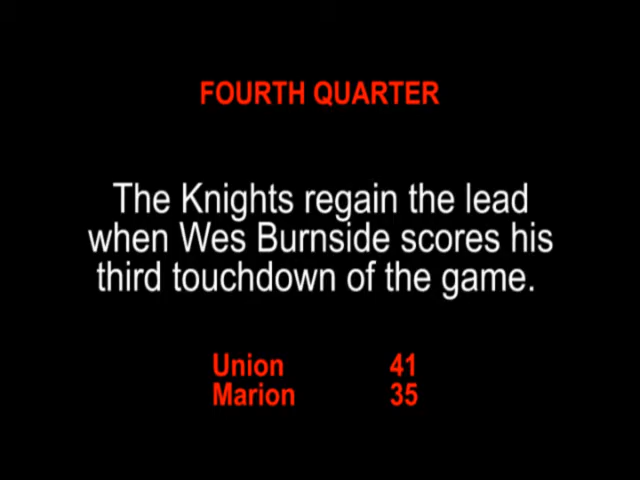 FOURTH QUARTER
The Knights regain the lead
when Wes Burnside scores his
third touchdown of the game.
Union 41
Marion 35